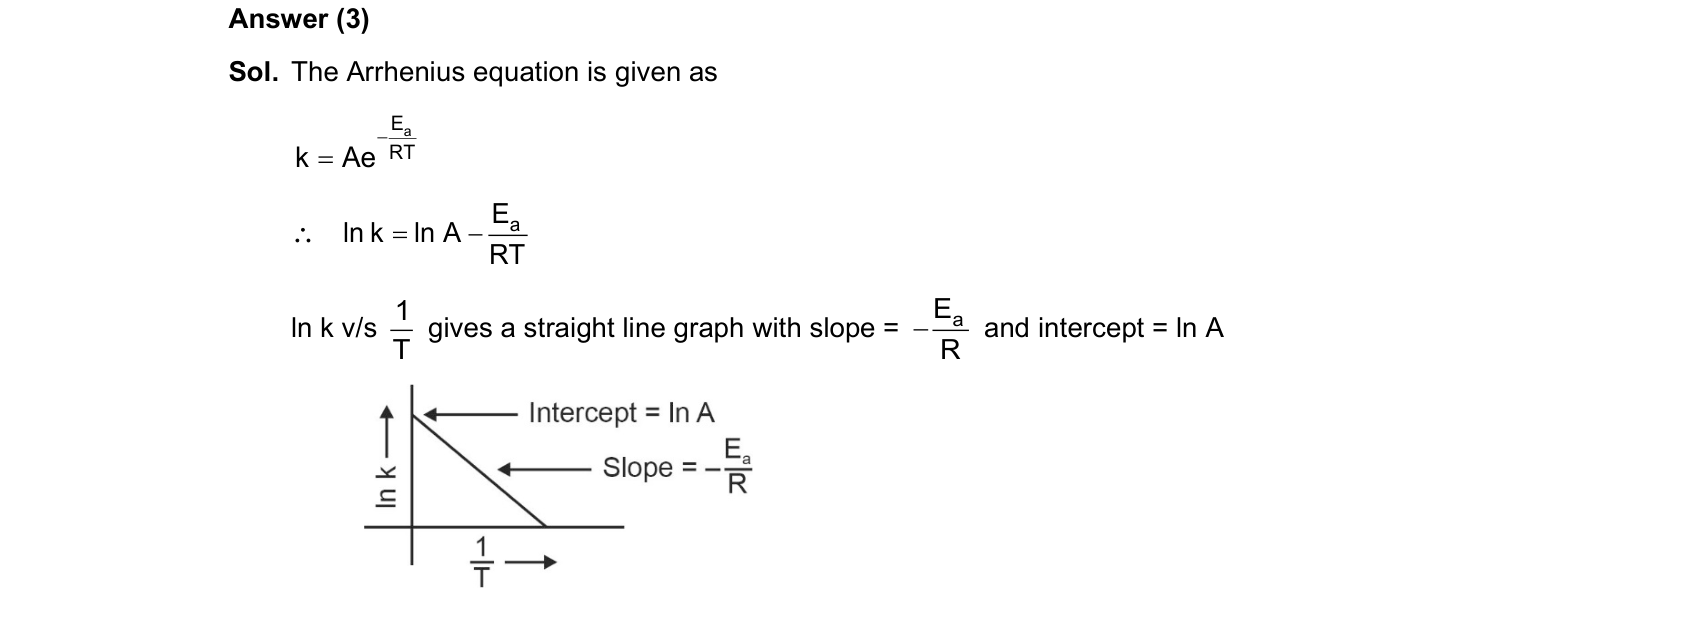 Answer (3)
Sol. The Arrhenius equation is given as
k = Ae^(−Ea/RT)
∴ ln k = ln A − Ea/RT
ln k v/s 1/T gives a straight line graph with slope = −Ea/R and intercept = ln A
Intercept = ln A
Slope = −Ea/R
ln k
1/T